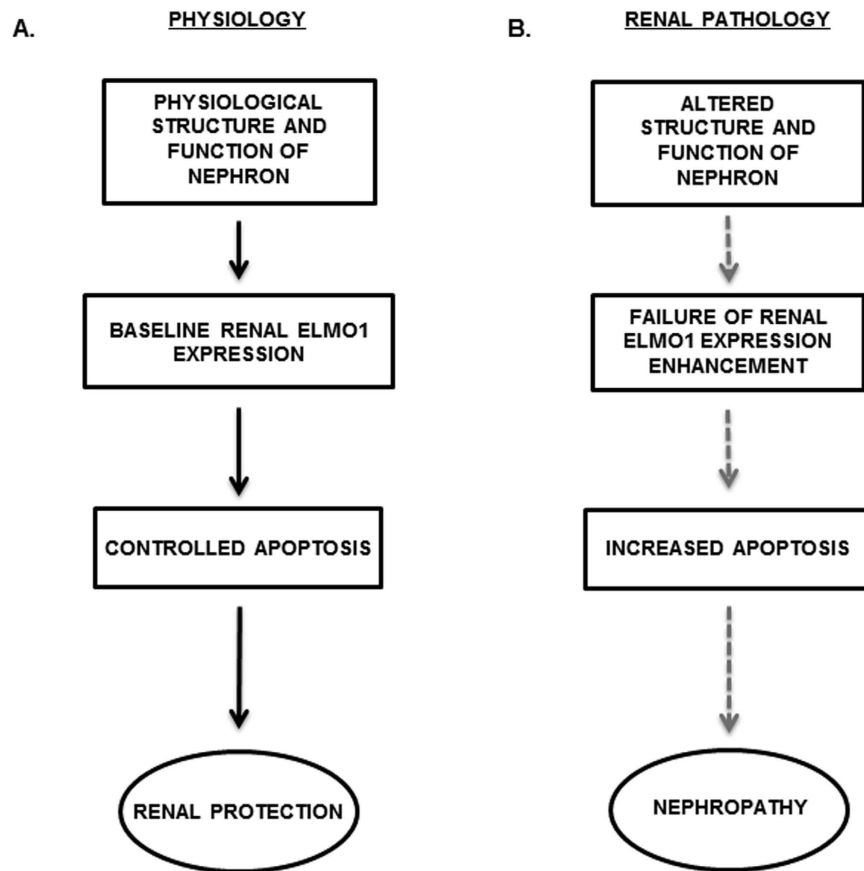 A.
PHYSIOLOGY
PHYSIOLOGICAL
STRUCTURE AND
FUNCTION OF
NEPHRON
BASELINE RENAL ELMO1
EXPRESSION
CONTROLLED APOPTOSIS
RENAL PROTECTION
B.
RENAL PATHOLOGY
ALTERED
STRUCTURE AND
FUNCTION OF
NEPHRON
FAILURE OF RENAL
ELMO1 EXPRESSION
ENHANCEMENT
INCREASED APOPTOSIS
NEPHROPATHY